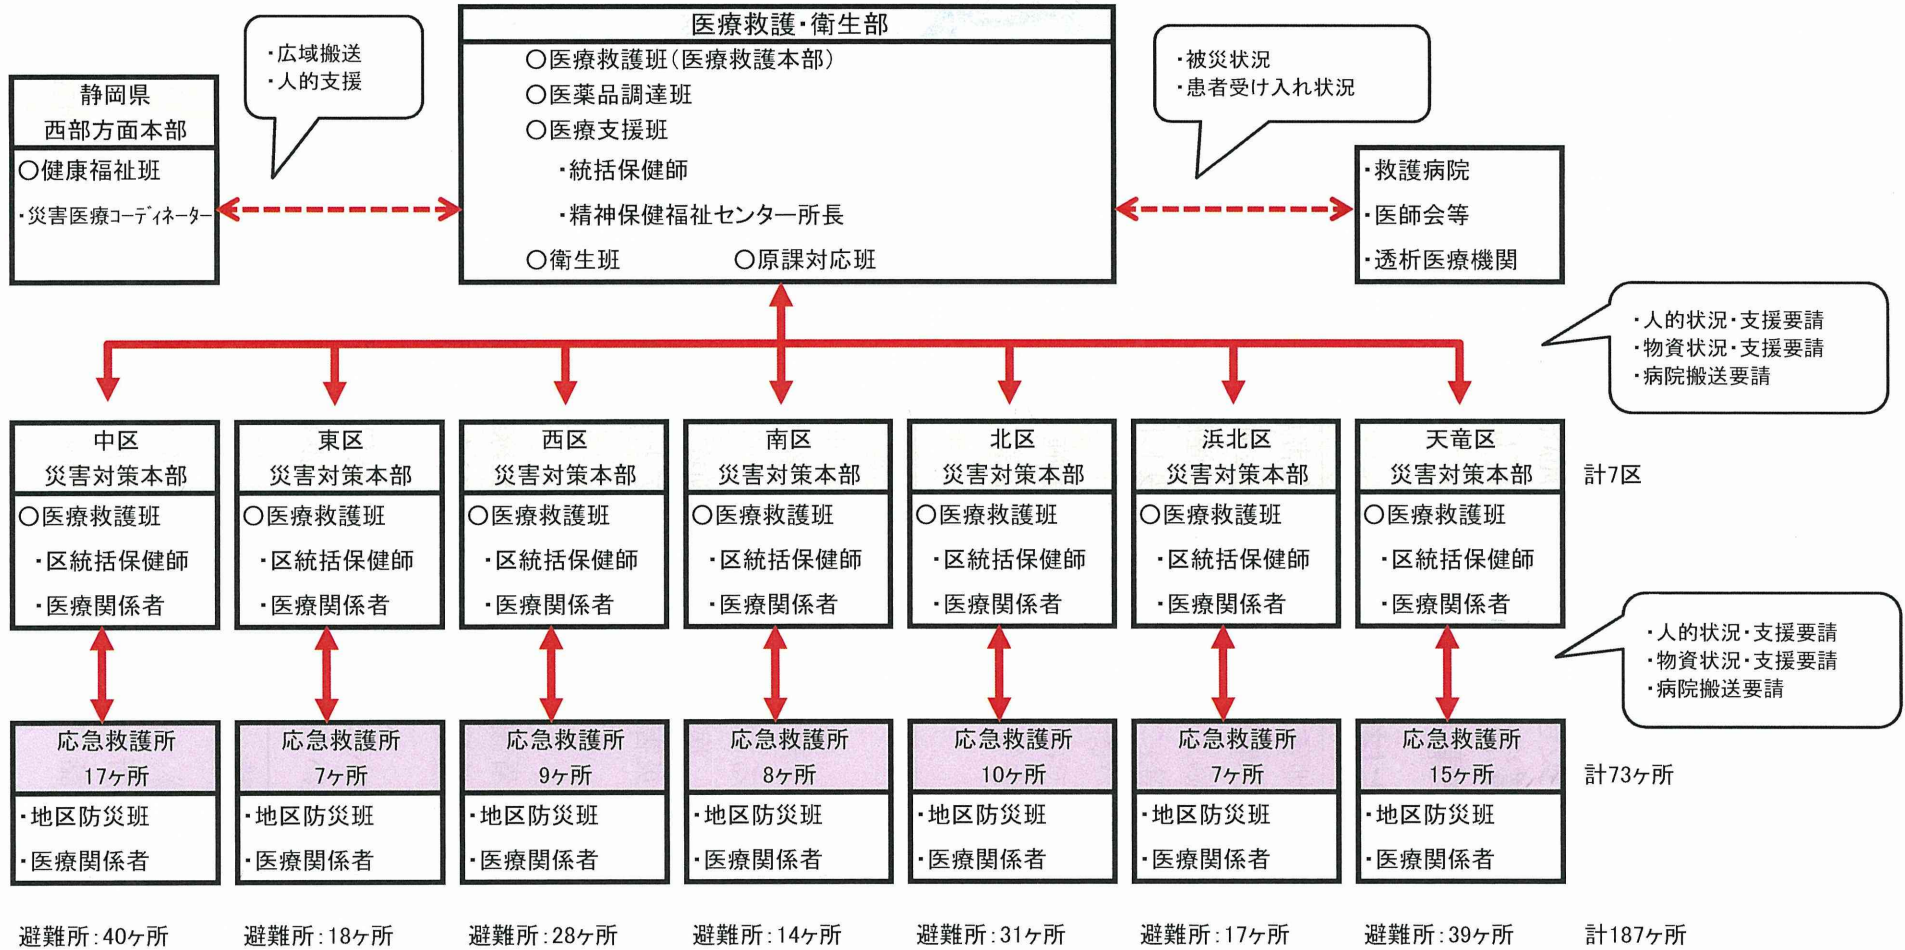 医療救護・衛生部
○医療救護班(医療救護本部)
○医薬品調達班
○医療支援班
・統括保健師
・精神保健福祉センター所長
○衛生班 ○原課対応班
・広域搬送
・人的支援
静岡県
西部方面本部
○健康福祉班
・災害医療コーディネーター
・被災状況
・患者受け入れ状況
・救護病院
・医師会等
・透析医療機関
・人的状況・支援要請
・物資状況・支援要請
・病院搬送要請
中区
災害対策本部
○医療救護班
・区統括保健師
・医療関係者
東区
災害対策本部
○医療救護班
・区統括保健師
・医療関係者
西区
災害対策本部
○医療救護班
・区統括保健師
・医療関係者
南区
災害対策本部
○医療救護班
・区統括保健師
・医療関係者
北区
災害対策本部
○医療救護班
・区統括保健師
・医療関係者
浜北区
災害対策本部
○医療救護班
・区統括保健師
・医療関係者
天竜区
災害対策本部
○医療救護班
・区統括保健師
・医療関係者
計7区
・人的状況・支援要請
・物資状況・支援要請
・病院搬送要請
応急救護所
17ヶ所
・地区防災班
・医療関係者
応急救護所
7ヶ所
・地区防災班
・医療関係者
応急救護所
9ヶ所
・地区防災班
・医療関係者
応急救護所
8ヶ所
・地区防災班
・医療関係者
応急救護所
10ヶ所
・地区防災班
・医療関係者
応急救護所
7ヶ所
・地区防災班
・医療関係者
応急救護所
15ヶ所
・地区防災班
・医療関係者
計73ヶ所
避難所:40ヶ所
避難所:18ヶ所
避難所:28ヶ所
避難所:14ヶ所
避難所:31ヶ所
避難所:17ヶ所
避難所:39ヶ所
計187ヶ所